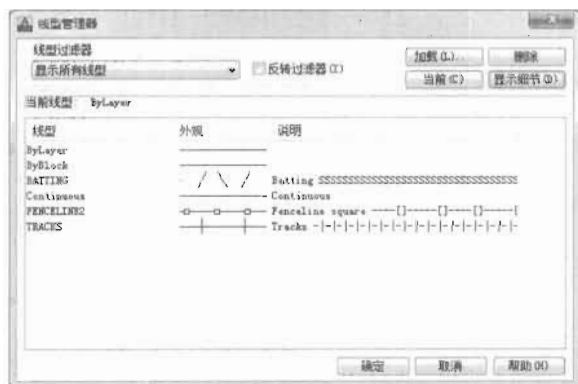 线型管理器
线型过滤器
显示所有线型
反转过滤器(I)
加载(L)...
删除
当前(C)
显示细节(D)
当前线型: ByLayer
线型 外观 说明
ByLayer
ByBlock
BATTING Batting SSSSSSSSSSSSSSSSSSSSSSSSSSSSSSSSSSS
Continuous Continuous
FENCELINE2 Fenceline square ----[]-----[]----[]-----[
TRACKS Tracks -|-|-|-|-|-|-|-|-|-|-|-|-|-|-|-|-
确定 取消 帮助(H)